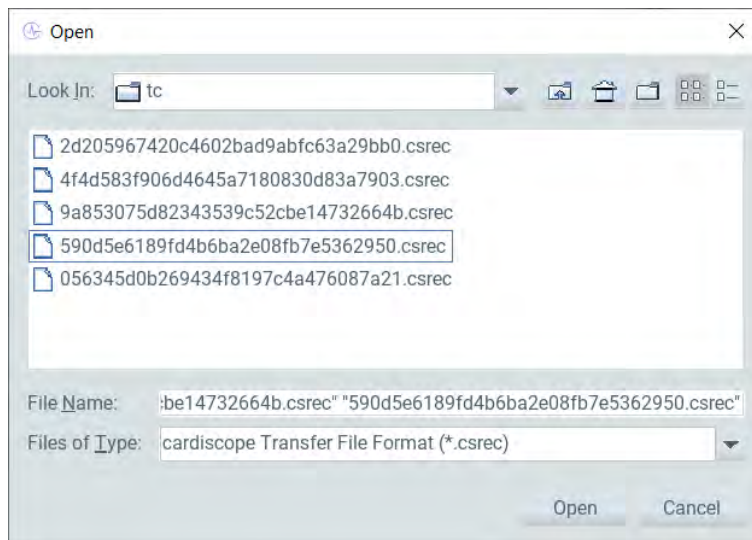 Open
Look In: tc
2d205967420c4602bad9abfc63a29bb0.csrec
4f4d583f906d4645a7180830d83a7903.csrec
9a853075d82343539c52cbe14732664b.csrec
590d5e6189fd4b6ba2e08fb7e5362950.csrec
056345d0b269434f8197c4a476087a21.csrec
File Name: :be14732664b.csrec" "590d5e6189fd4b6ba2e08fb7e5362950.csrec"
Files of Type: cardiscope Transfer File Format (*.csrec)
Open Cancel